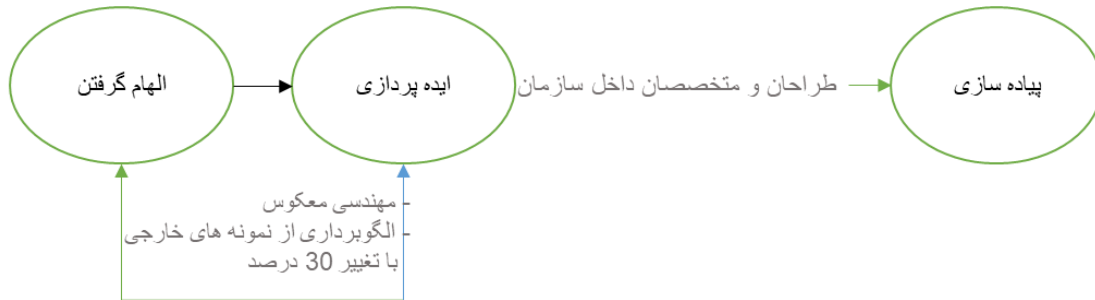 الهام گرفتن
ایده پردازی
طراحان و متخصصان داخل سازمان
پیاده سازی
- مهندسی معکوس
- الگوبرداری از نمونه های خارجی
با تغییر 30 درصد